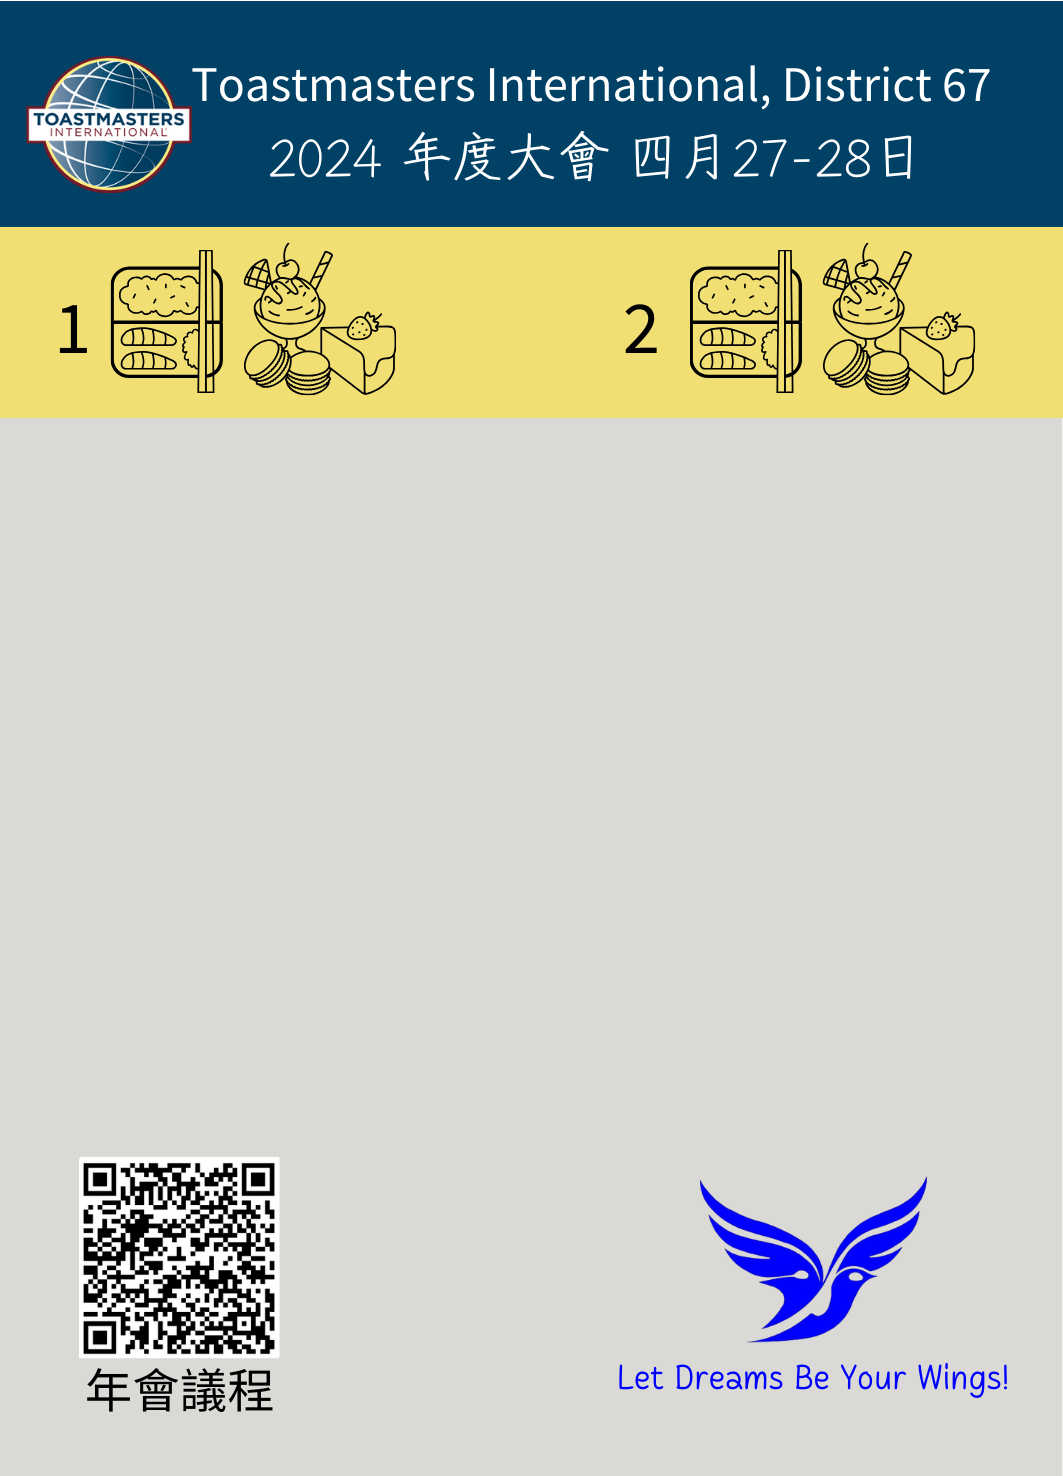 Toastmasters International, District 67
TOASTMASTERS
INTERNATIONAL
2024 年度大會 四月27-28日
1
2
年會議程
Let Dreams Be Your Wings!